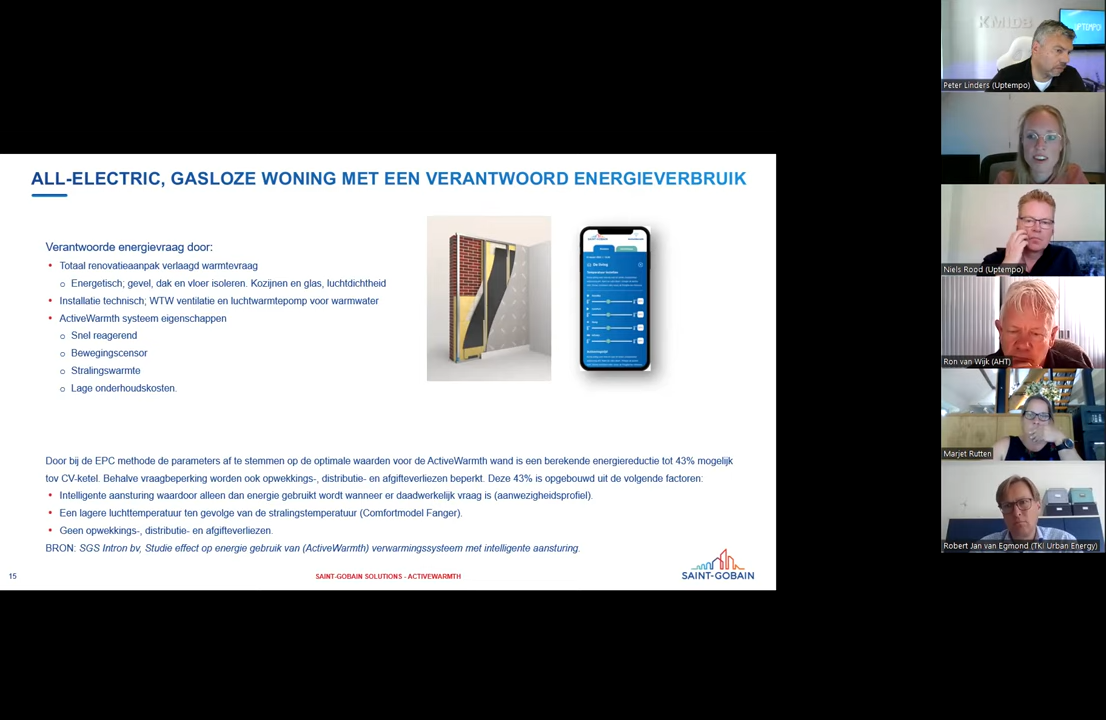 ALL-ELECTRIC, GASLOZE WONING MET EEN VERANTWOORD ENERGIEVERBRUIK
Verantwoorde energievraag door:
• Totaal renovatieaanpak verlaagd warmtevraag
o Energetisch; gevel, dak en vloer isoleren. Kozijnen en glas, luchtdichtheid
• Installatie technisch; WTW ventilatie en luchtwarmtepomp voor warmwater
• ActiveWarmth systeem eigenschappen
o Snel reagerend
o Bewegingscensor
o Stralingswarmte
o Lage onderhoudskosten.
Door bij de EPC methode de parameters af te stemmen op de optimale waarden voor de ActiveWarmth wand is een berekende energiereductie tot 43% mogelijk
tov CV-ketel. Behalve vraagbeperking worden ook opwekkings-, distributie- en afgifteverliezen beperkt. Deze 43% is opgebouwd uit de volgende factoren:
• Intelligente aansturing waardoor alleen dan energie gebruikt wordt wanneer er daadwerkelijk vraag is (aanwezigheidsprofiel).
• Een lagere luchttemperatuur ten gevolge van de stralingstemperatuur (Comfortmodel Fanger).
• Geen opwekkings-, distributie- en afgifteverliezen.
BRON: SGS Intron bv, Studie effect op energie gebruik van (ActiveWarmth) verwarmingssysteem met intelligente aansturing.
15
SAINT-GOBAIN SOLUTIONS - ACTIVEWARMTH
SAINT-GOBAIN
KMIDB
UPTEMPO
Peter Linders (Uptempo)
Niels Rood (Uptempo)
Ron van Wijk (AHT)
Marjet Rutten
Robert Jan van Egmond (TKI Urban Energy)